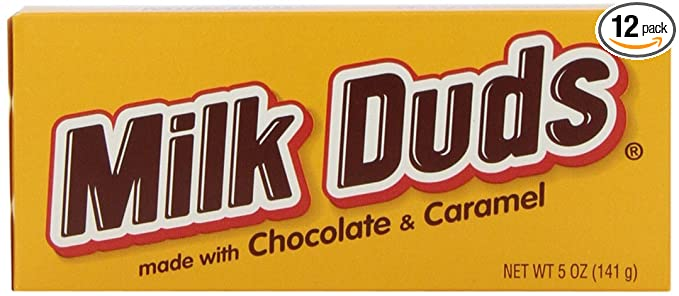 12 pack
Milk Duds®
made with Chocolate & Caramel
NET WT 5 OZ (141 g)